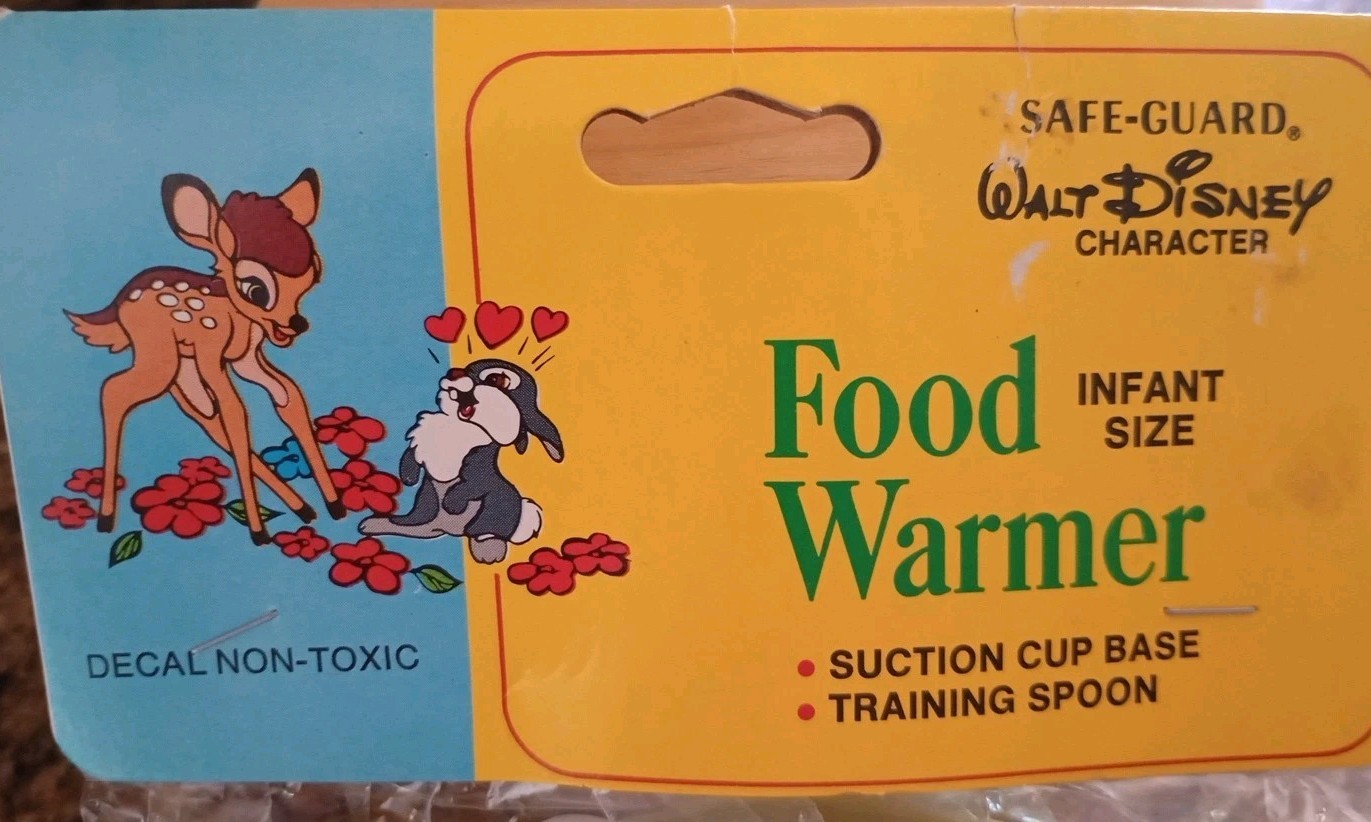 SAFE-GUARD®
WALT DISNEY
CHARACTER
Food
Warmer
INFANT
SIZE
• SUCTION CUP BASE
• TRAINING SPOON
DECAL NON-TOXIC